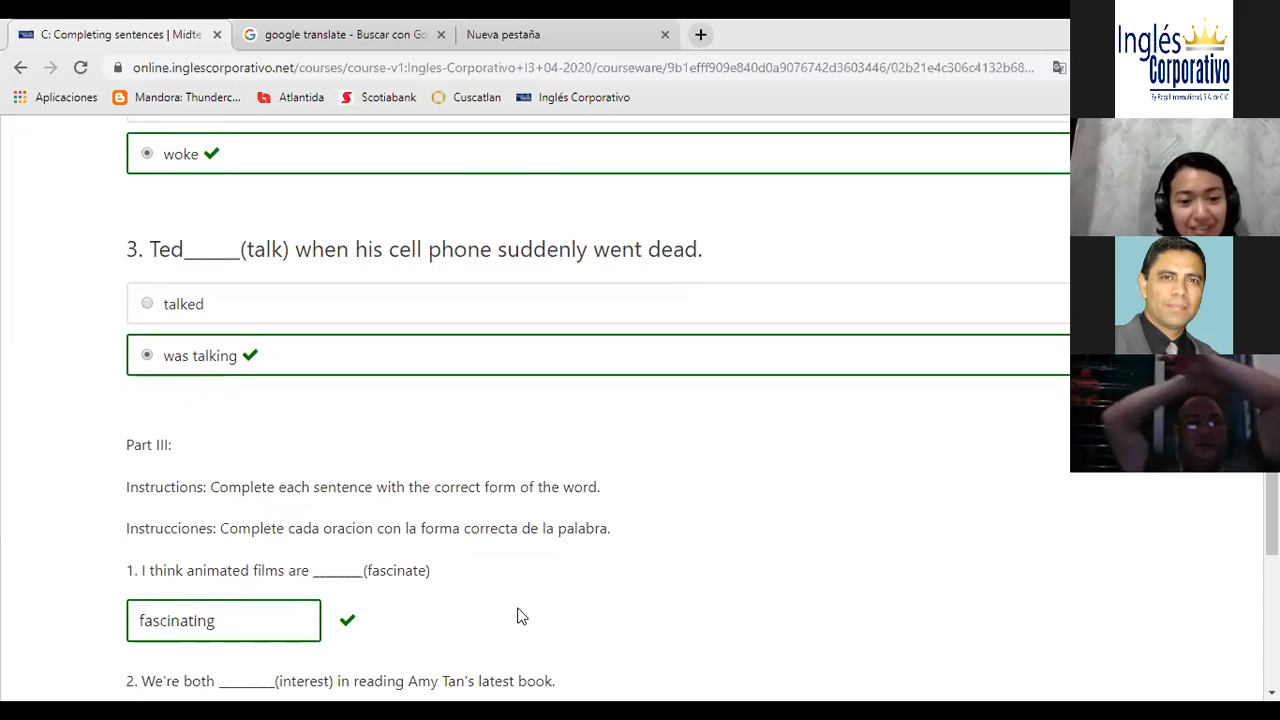 C: Completing sentences | Midte
google translate - Buscar con Go
Nueva pestaña
online.inglescorporativo.net/courses/course-v1:Ingles-Corporativo+I3+04-2020/courseware/9b1efff909e840d0a9076742d3603446/02b21e4c306c4132b68...
Aplicaciones
Mandora: Thunderc...
Atlantida
Scotiabank
Cuscatlan
Inglés Corporativo
woke
3. Ted______(talk) when his cell phone suddenly went dead.
talked
was talking
Part III:
Instructions: Complete each sentence with the correct form of the word.
Instrucciones: Complete cada oracion con la forma correcta de la palabra.
1. I think animated films are ________(fascinate)
fascinating
2. We're both _________(interest) in reading Amy Tan's latest book.
Inglés
Corporativo